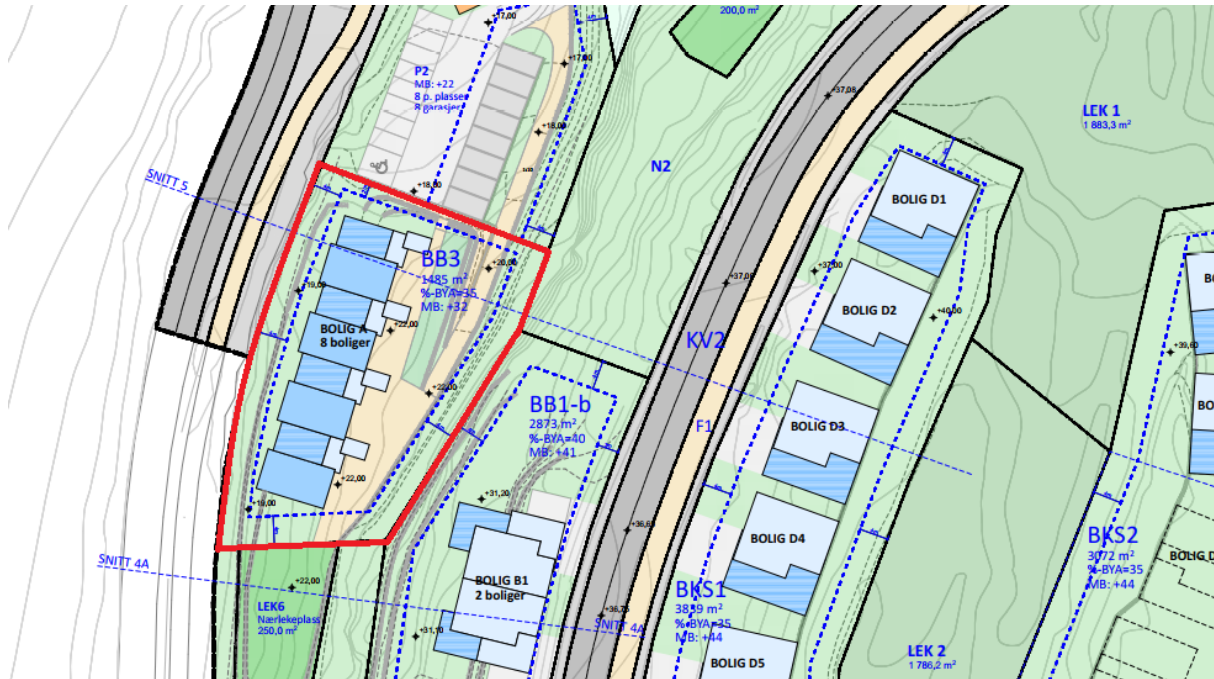 200,0 m²
+17,00
+17,00
P2
MB: +22
8 p. plasser
8 garasjer
+37,08
LEK 1
1 883,3 m²
+18,00
SNITT 5
N2
+18,00
BOLIG D1
BB3
1485 m²
%-BYA=35
MB: +32
+20,00
+37,00
+37,00
+19,00
BOLIG D2
+40,00
BOLIG A
8 boliger
+22,00
KV2
+39,60
+22,00
BB1-b
2873 m²
%-BYA=40
MB: +41
F1
BOLIG D3
BO
+22,00
+31,20
+19,00
+36,63
BOLIG D4
BKS2
3072 m²
%-BYA=35
MB: +44
BOLIG D
SNITT 4A
+22,00
BOLIG B1
2 boliger
BKS1
3839 m²
%-BYA=35
MB: +44
LEK6
Nærlekeplass
250,0 m²
+36,75
SNITT 4A
+31,10
LEK 2
1 786,2 m²
BOLIG D5